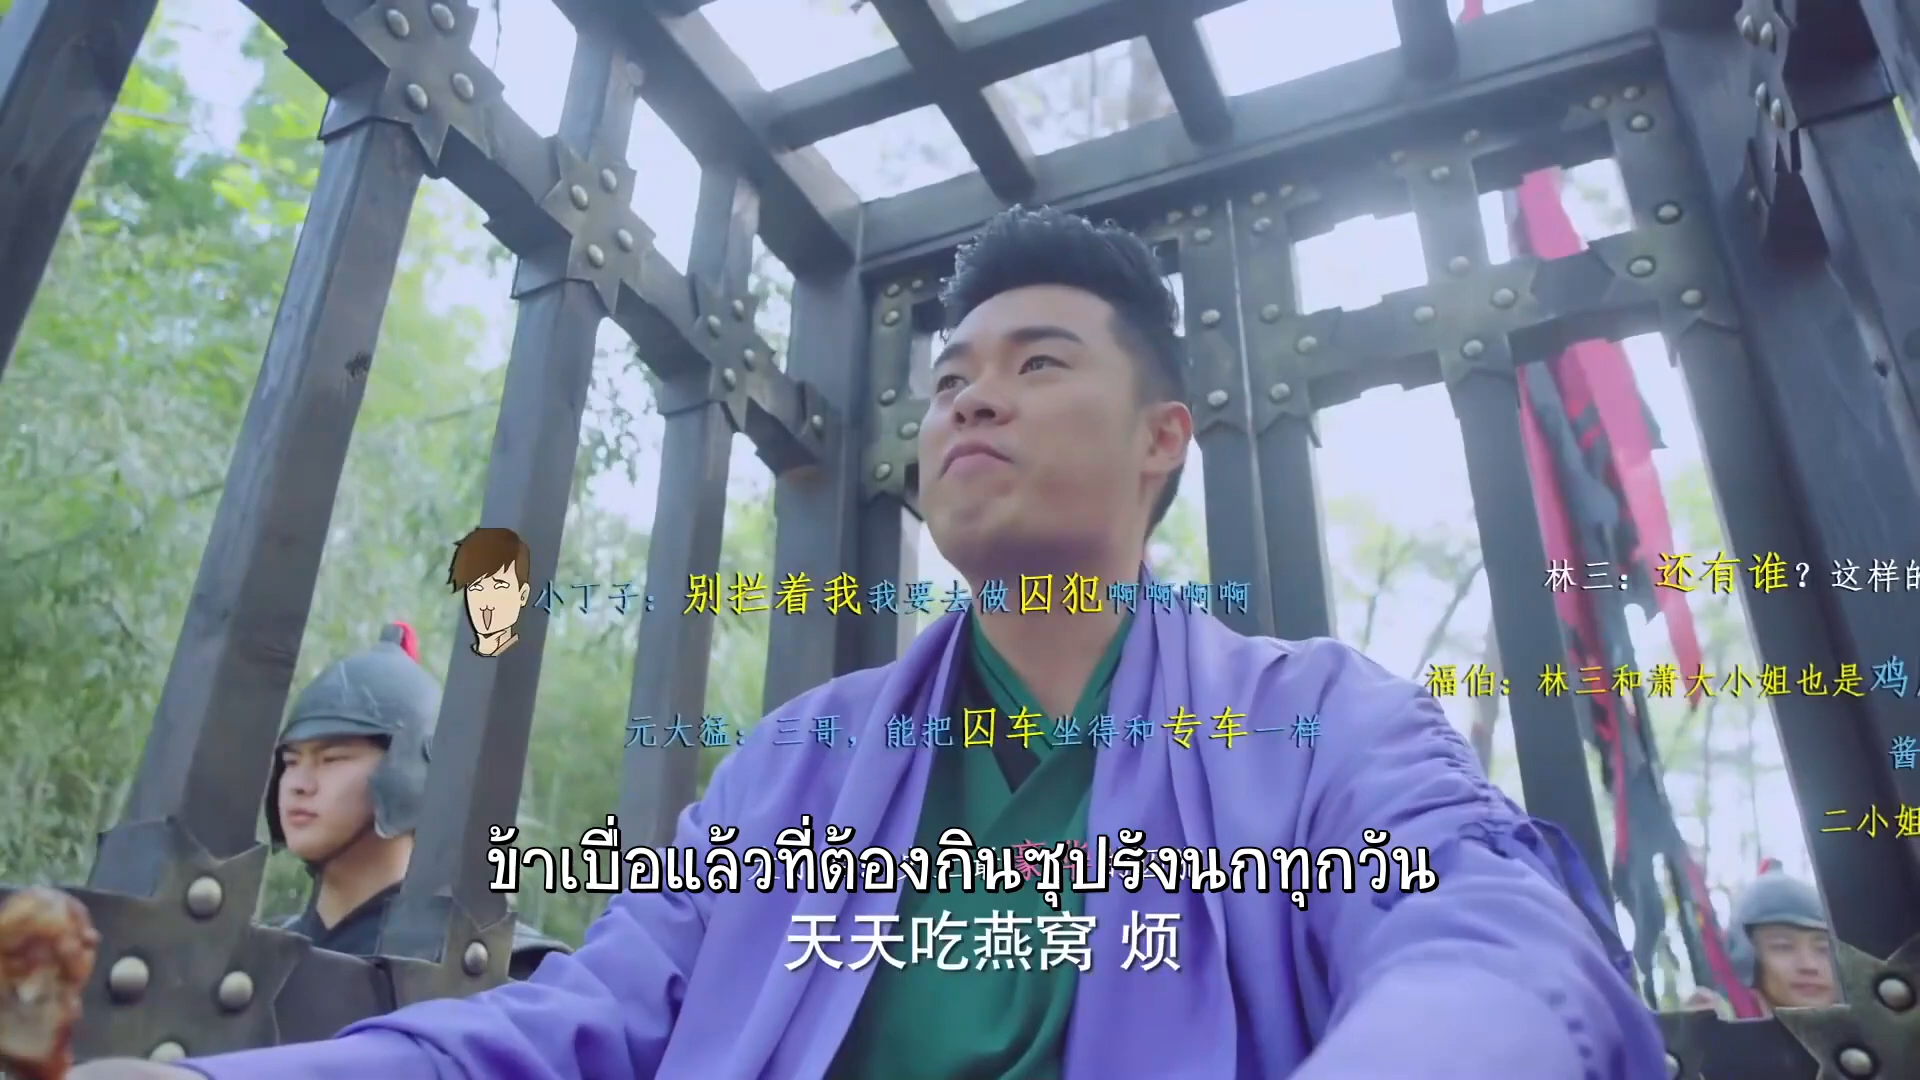 林三：还有谁？这样的
小丁子：别拦着我我要去做囚犯啊啊啊啊
福伯：林三和萧大小姐也是鸡
元大猛：三哥，能把囚车坐得和专车一样
酱
二小姐
ข้าเบื่อแล้วที่ต้องกินซุปรังนกทุกวัน
天天吃燕窝 烦